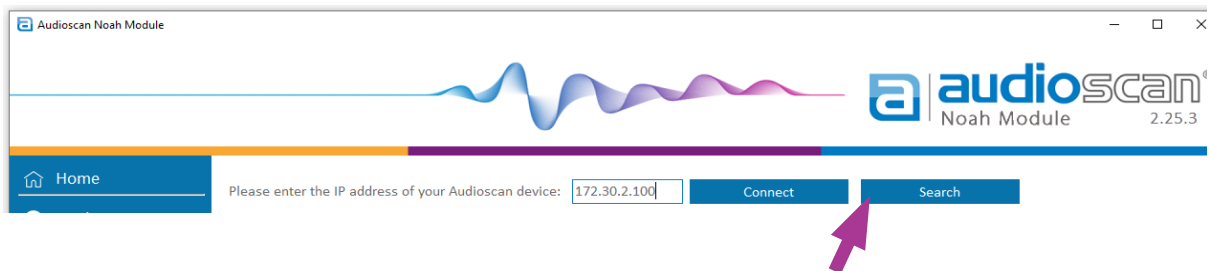 Audioscan Noah Module
audioscan®
Noah Module 2.25.3
Home
Please enter the IP address of your Audioscan device: 172.30.2.100 Connect Search